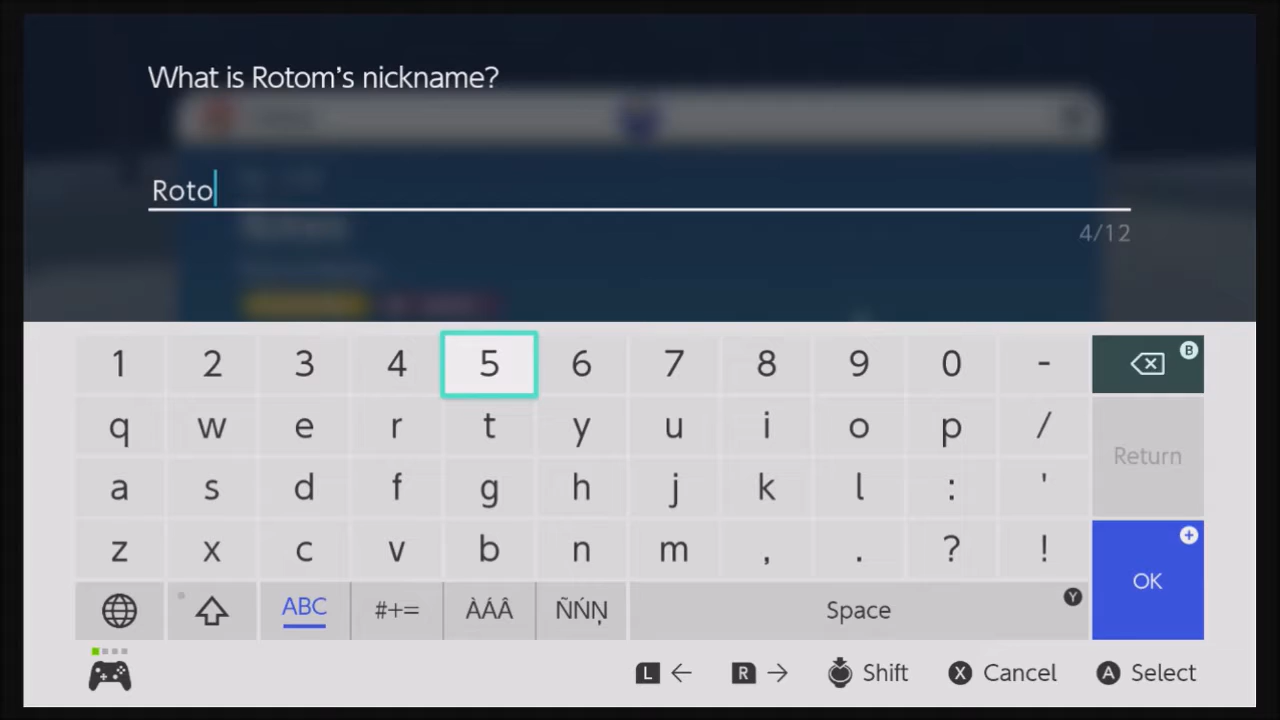 What is Rotom's nickname?
Roto
4/12
1 2 3 4 5 6 7 8 9 0 - B
q w e r t y u i o p / Return
a s d f g h j k l : '
z x c v b n m , . ? ! + OK
ABC #+= ÀÁÂ ÑŃŅ Space Y
L ← R → Shift X Cancel A Select